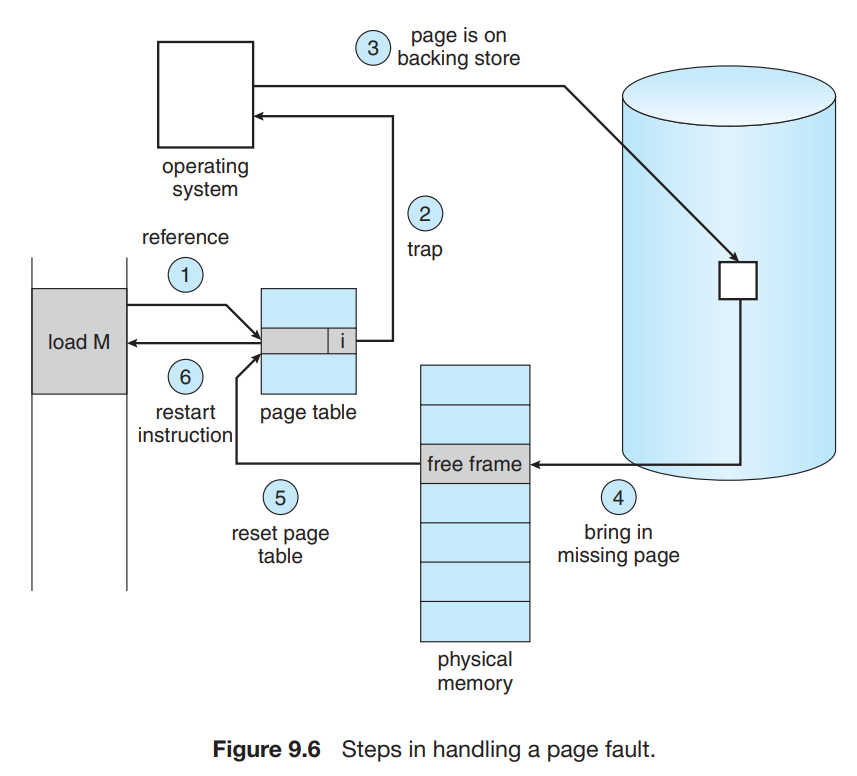 3
page is on
backing store
operating
system
2
trap
reference
1
load M
i
6
restart
instruction
page table
free frame
5
reset page
table
4
bring in
missing page
physical
memory
Figure 9.6 Steps in handling a page fault.